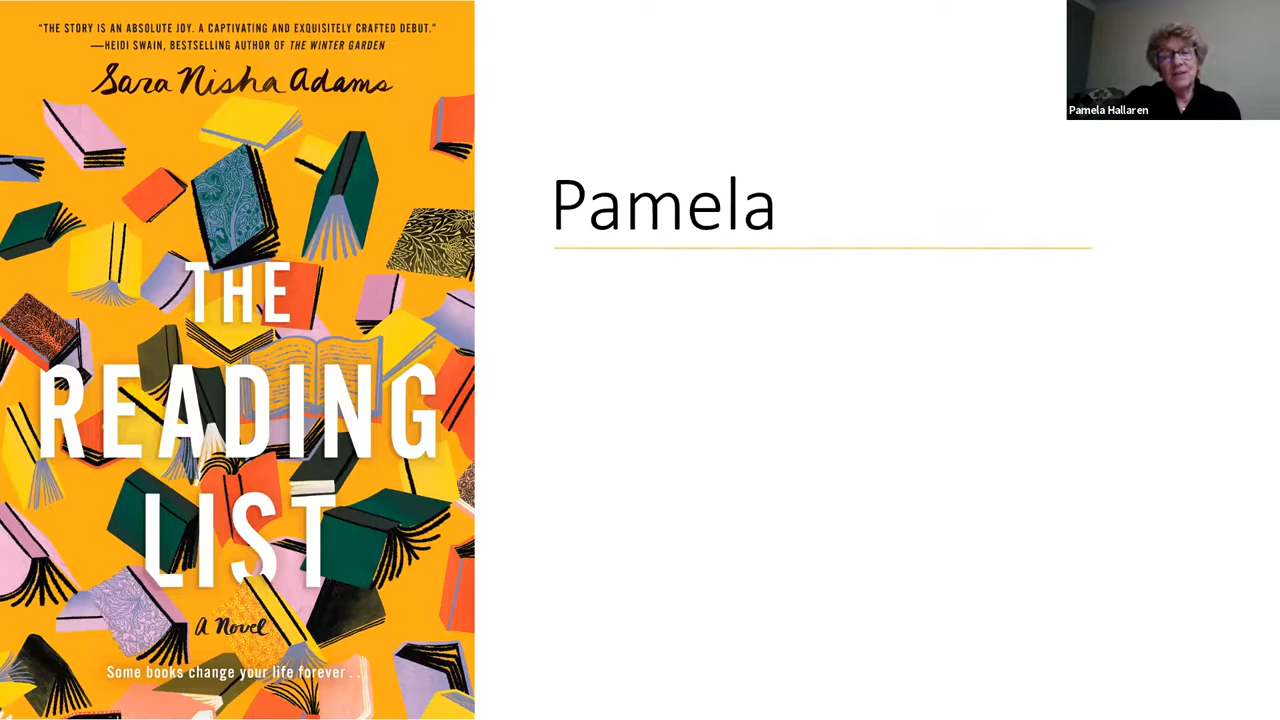 "THE STORY IS AN ABSOLUTE JOY. A CAPTIVATING AND EXQUISITELY CRAFTED DEBUT."
—HEIDI SWAIN, BESTSELLING AUTHOR OF THE WINTER GARDEN
Sara Nisha Adams
THE
READING
LIST
A Novel
Some books change your life forever . . .
Pamela
Pamela Hallaren